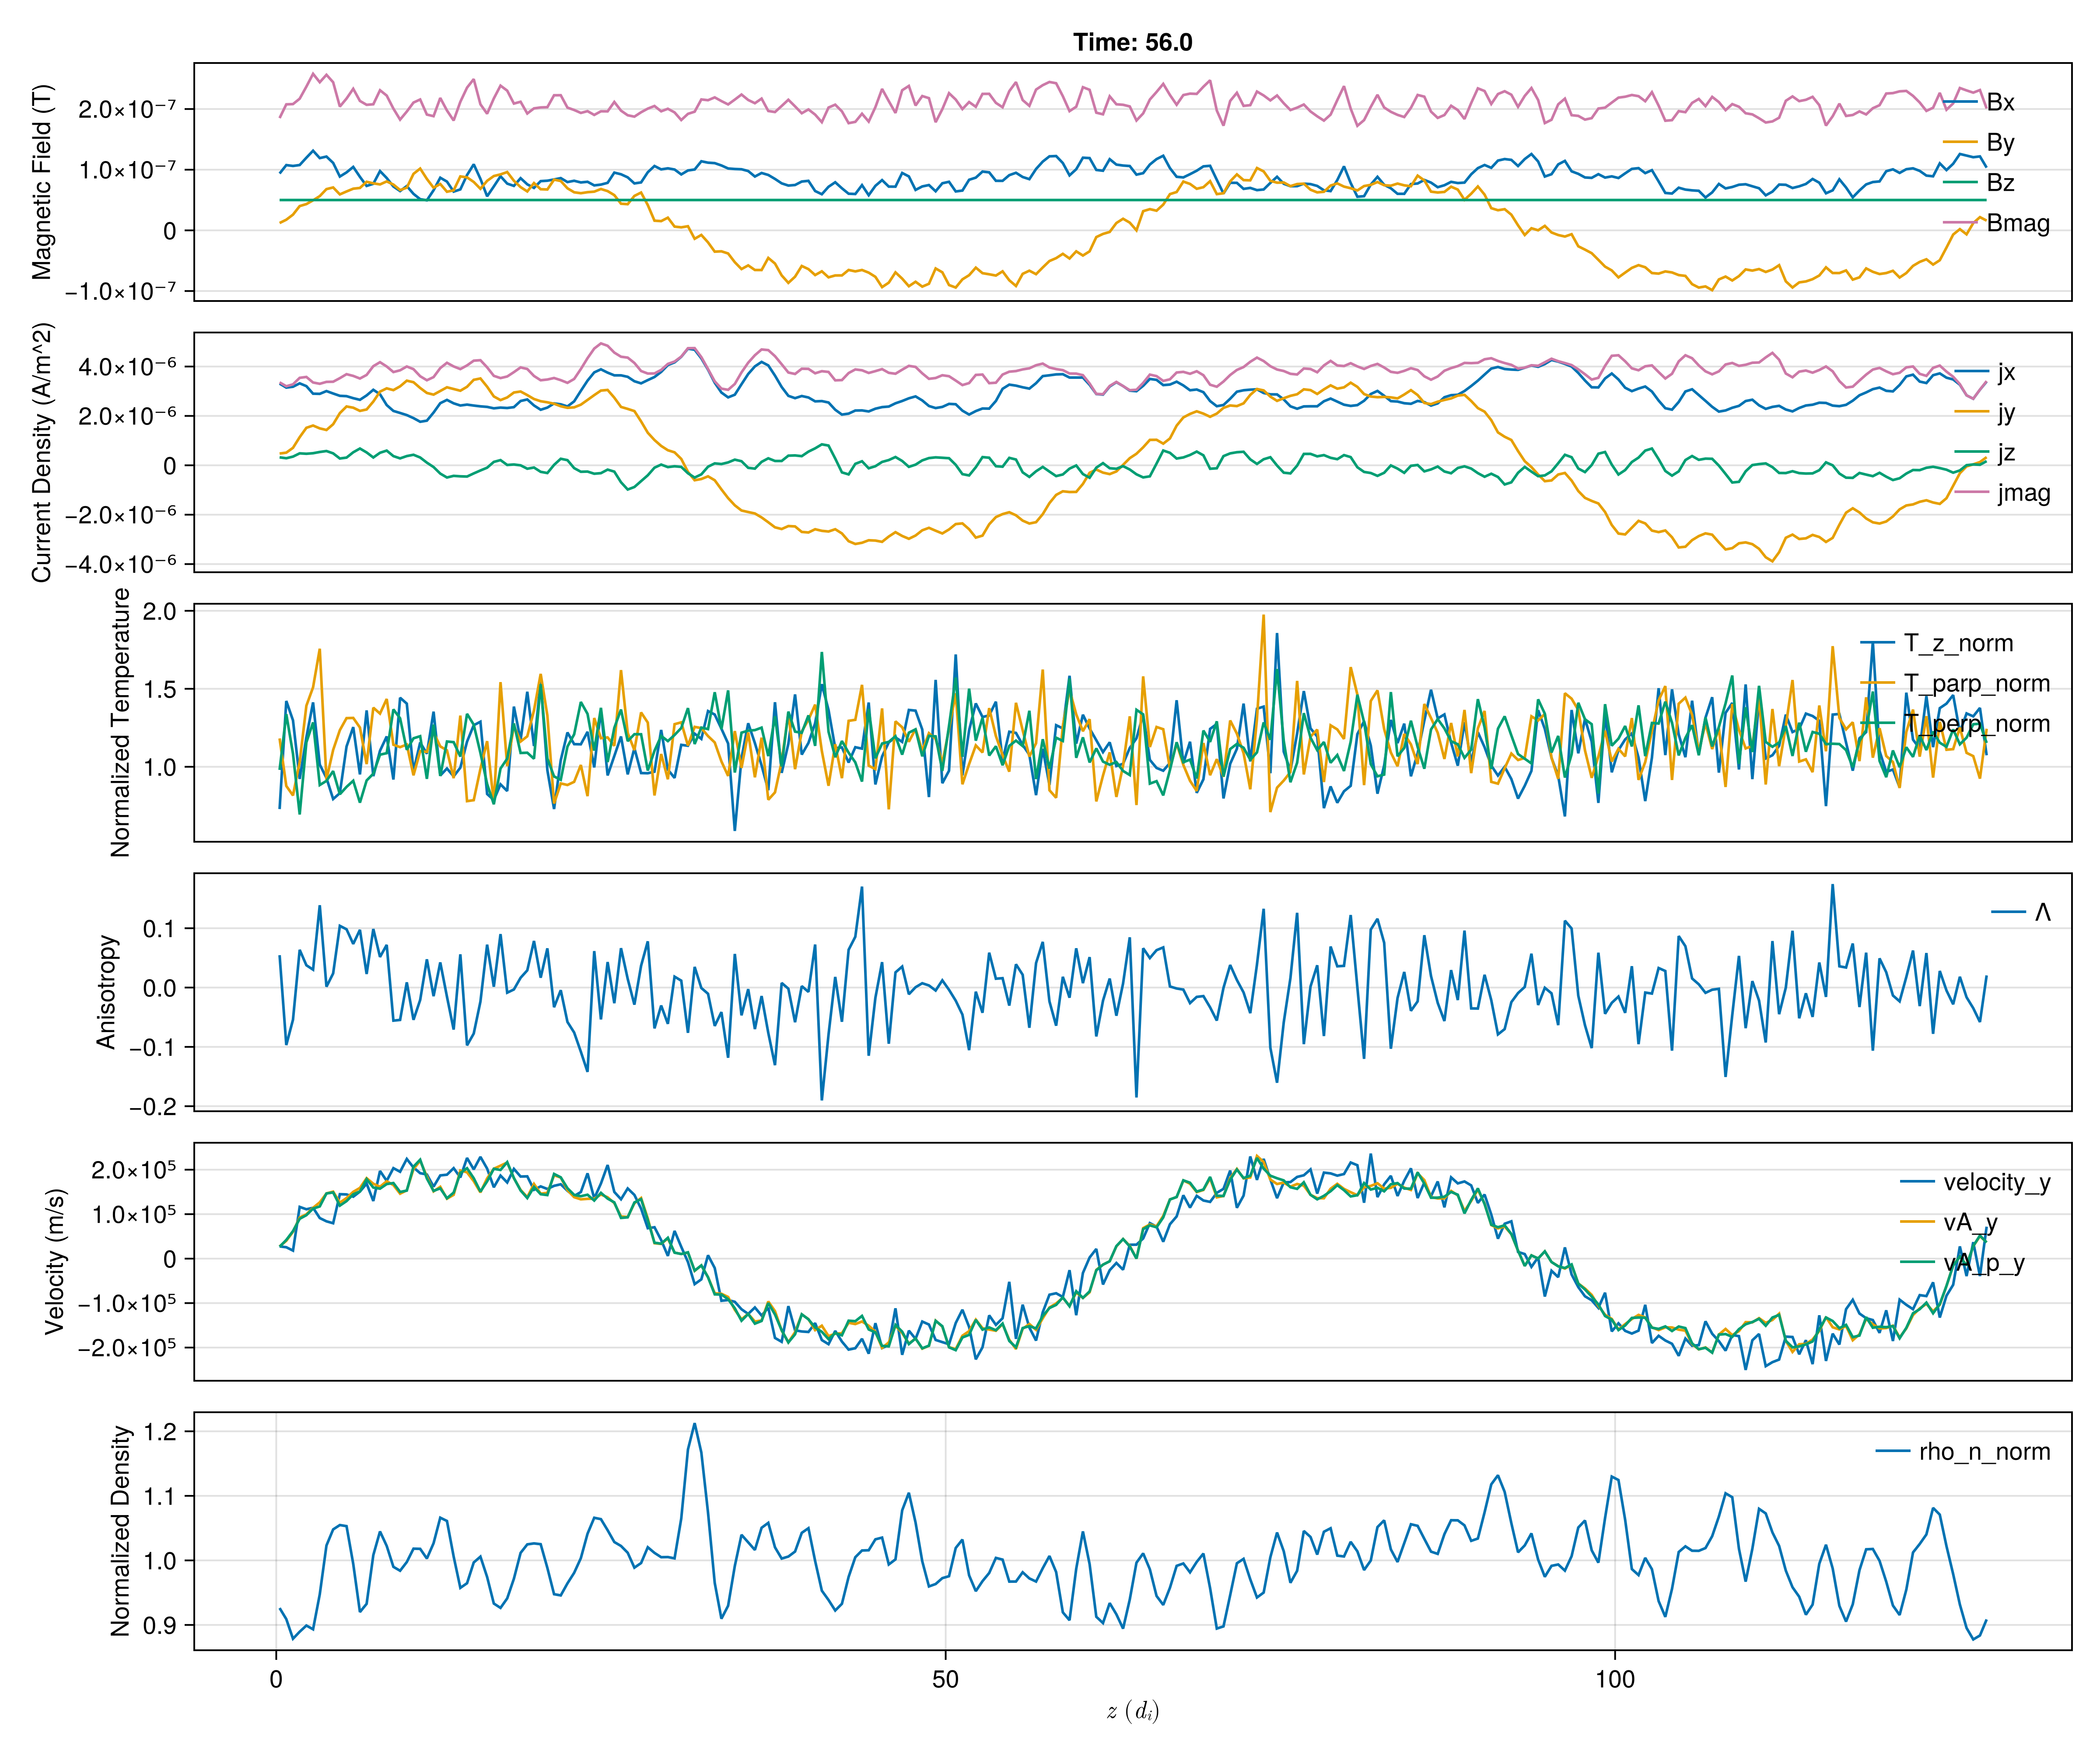 Time: 56.0
Magnetic Field (T)
2.0×10⁻⁷
1.0×10⁻⁷
0
−1.0×10⁻⁷
Bx
By
Bz
Bmag
Current Density (A/m^2)
4.0×10⁻⁶
2.0×10⁻⁶
0
−2.0×10⁻⁶
−4.0×10⁻⁶
jx
jy
jz
jmag
Normalized Temperature
2.0
1.5
1.0
T_z_norm
T_parp_norm
T_perp_norm
Anisotropy
0.1
0.0
−0.1
−0.2
Λ
Velocity (m/s)
2.0×10⁵
1.0×10⁵
0
−1.0×10⁵
−2.0×10⁵
velocity_y
vA_y
vA_p_y
Normalized Density
1.2
1.1
1.0
0.9
rho_n_norm
0 50 100
z (dᵢ)